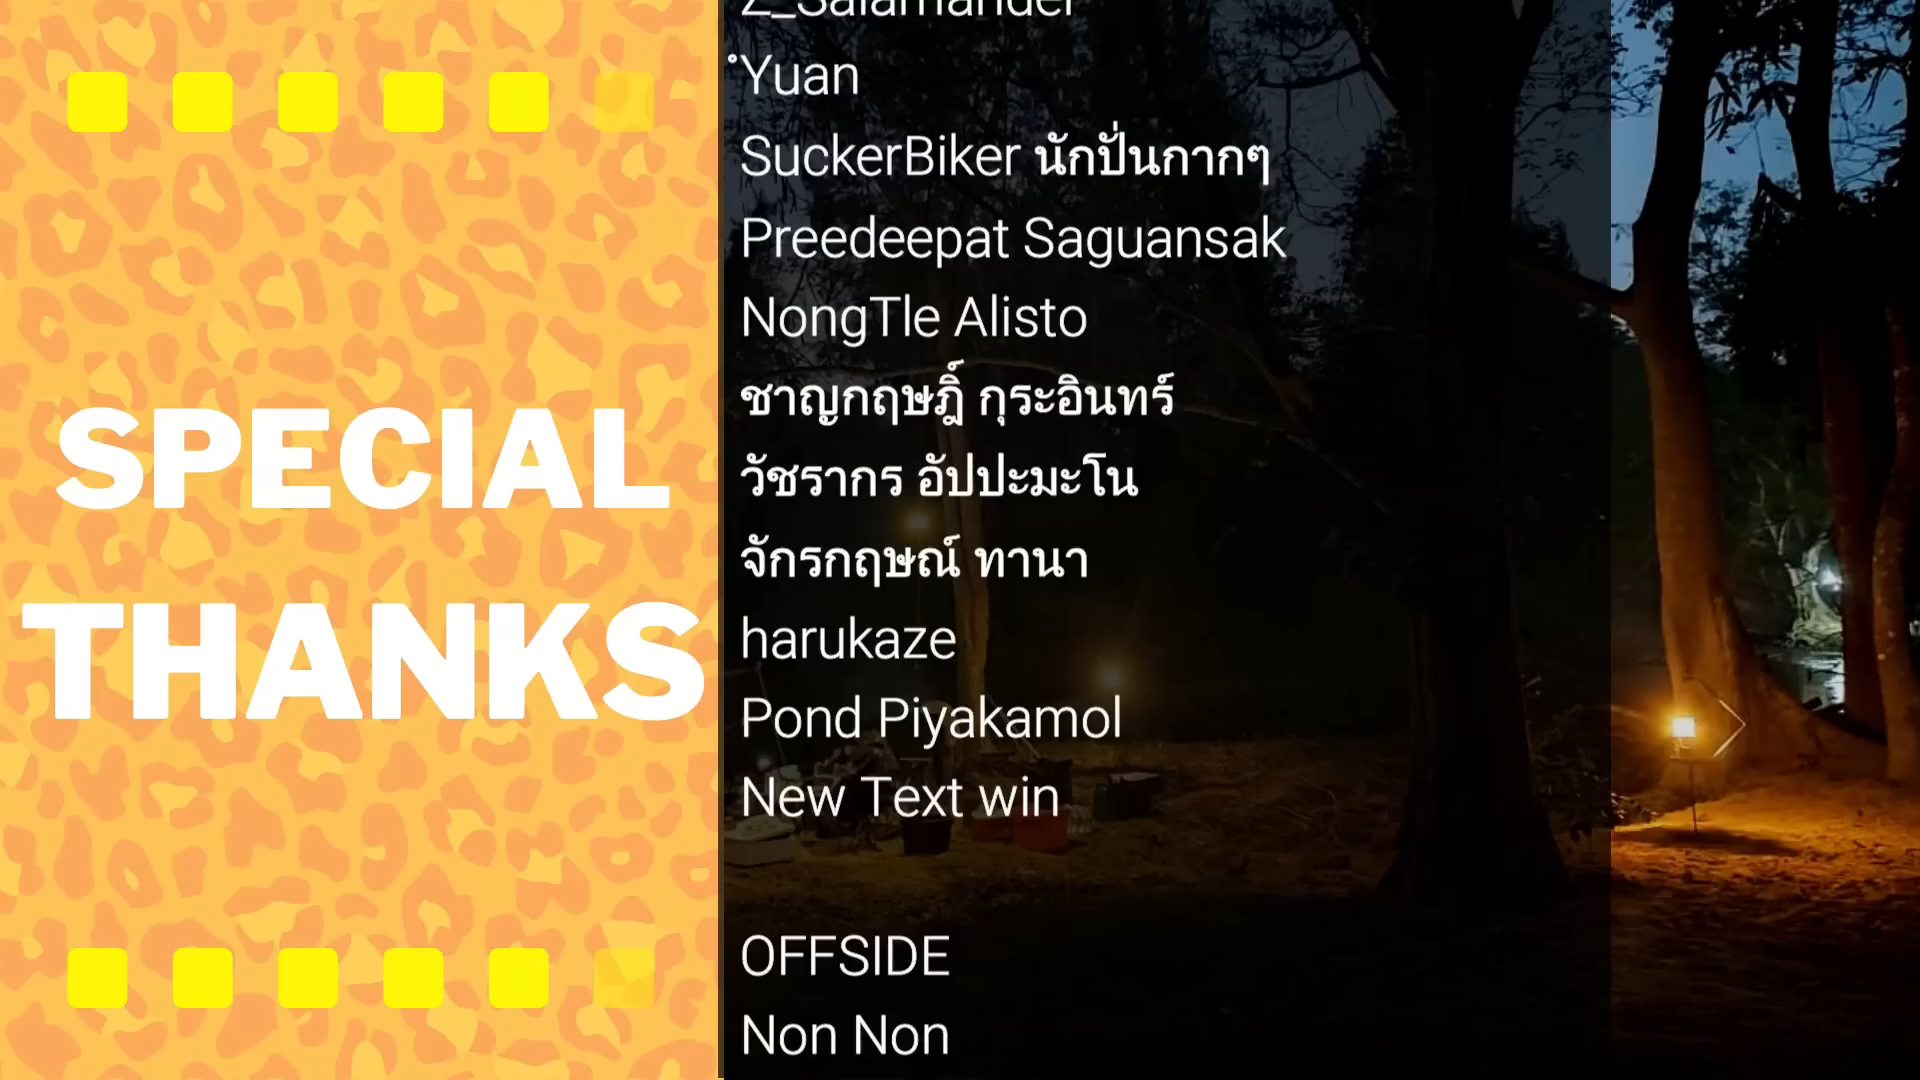 SPECIAL
THANKS
Z_Salamander
ํYuan
SuckerBiker นักปั่นกากๆ
Preedeepat Saguansak
NongTle Alisto
ชาญกฤษฎิ์ กุระอินทร์
วัชรากร อัปปะมะโน
จักรกฤษณ์ ทานา
harukaze
Pond Piyakamol
New Text win
OFFSIDE
Non Non